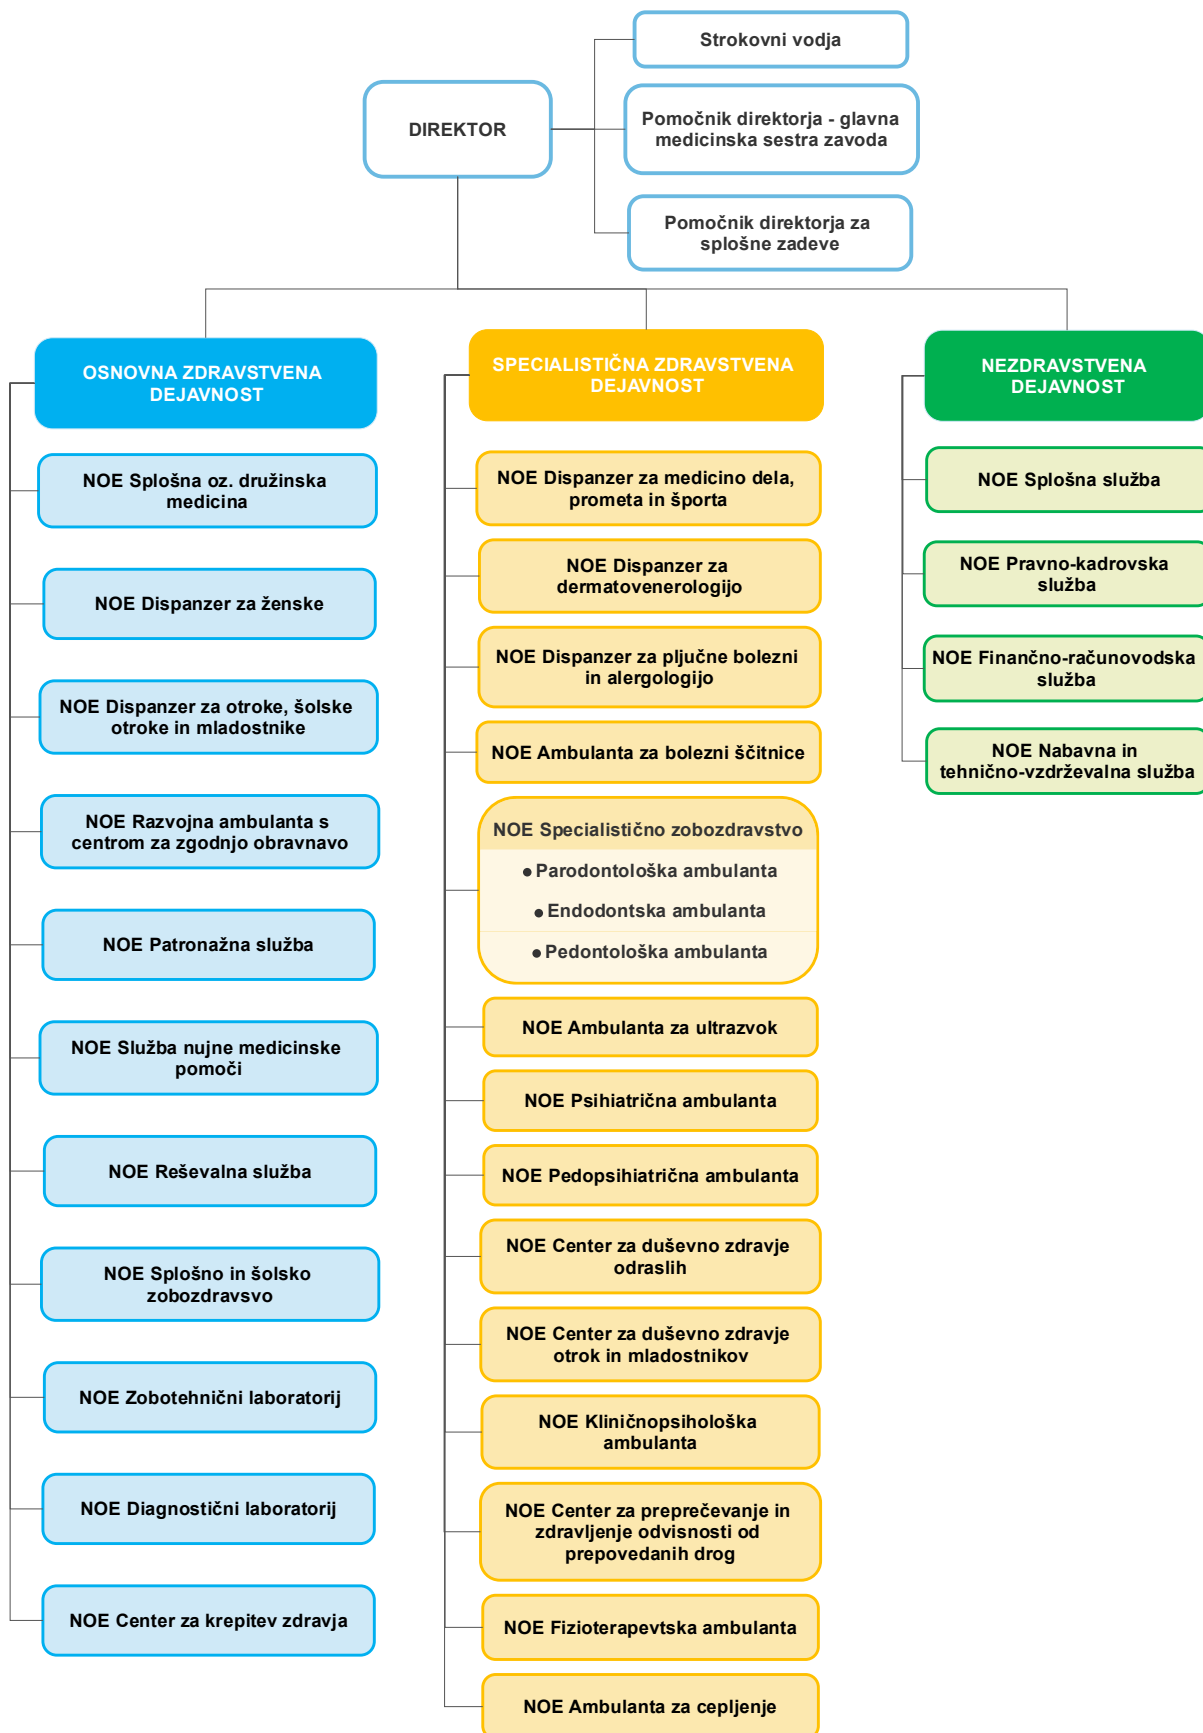 Strokovni vodja
DIREKTOR
Pomočnik direktorja - glavna
medicinska sestra zavoda
Pomočnik direktorja za
splošne zadeve
OSNOVNA ZDRAVSTVENA
DEJAVNOST
NOE Splošna oz. družinska
medicina
NOE Dispanzer za ženske
NOE Dispanzer za otroke, šolske
otroke in mladostnike
NOE Razvojna ambulanta s
centrom za zgodnjo obravnavo
NOE Patronažna služba
NOE Služba nujne medicinske
pomoči
NOE Reševalna služba
NOE Splošno in šolsko
zobozdravsvo
NOE Zobotehnični laboratorij
NOE Diagnostični laboratorij
NOE Center za krepitev zdravja
SPECIALISTIČNA ZDRAVSTVENA
DEJAVNOST
NOE Dispanzer za medicino dela,
prometa in športa
NOE Dispanzer za
dermatovenerologijo
NOE Dispanzer za pljučne bolezni
in alergologijo
NOE Ambulanta za bolezni ščitnice
NOE Specialistično zobozdravstvo
● Parodontološka ambulanta
● Endodontska ambulanta
● Pedontološka ambulanta
NOE Ambulanta za ultrazvok
NOE Psihiatrična ambulanta
NOE Pedopsihiatrična ambulanta
NOE Center za duševno zdravje
odraslih
NOE Center za duševno zdravje
otrok in mladostnikov
NOE Kliničnopsihološka
ambulanta
NOE Center za preprečevanje in
zdravljenje odvisnosti od
prepovedanih drog
NOE Fizioterapevtska ambulanta
NOE Ambulanta za cepljenje
NEZDRAVSTVENA
DEJAVNOST
NOE Splošna služba
NOE Pravno-kadrovska
služba
NOE Finančno-računovodska
služba
NOE Nabavna in
tehnično-vzdrževalna služba